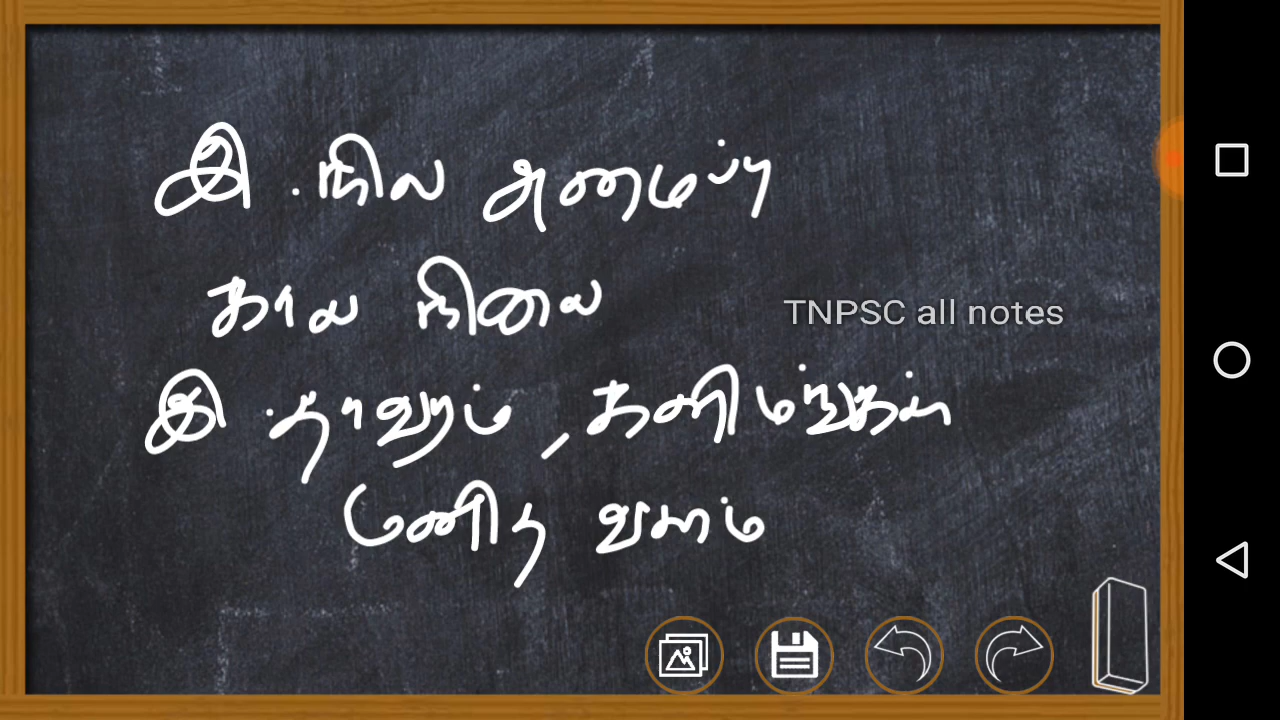 இ. நில அமைப்பு
கால நிலை
TNPSC all notes
இ. தாவரம், கனிமங்கள்
மனித வளம்